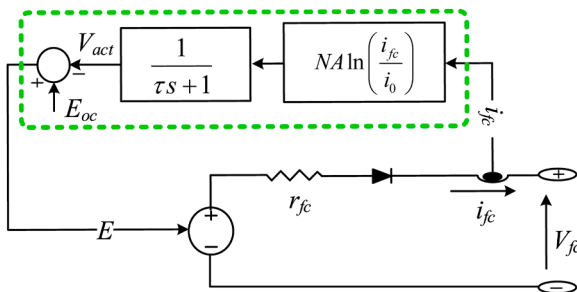 V_act
1 / (τs + 1)
NA ln(i_fc / i_0)
+ −
E_oc
i_fc
+
r_fc
i_fc
E
+
−
V_fc
−